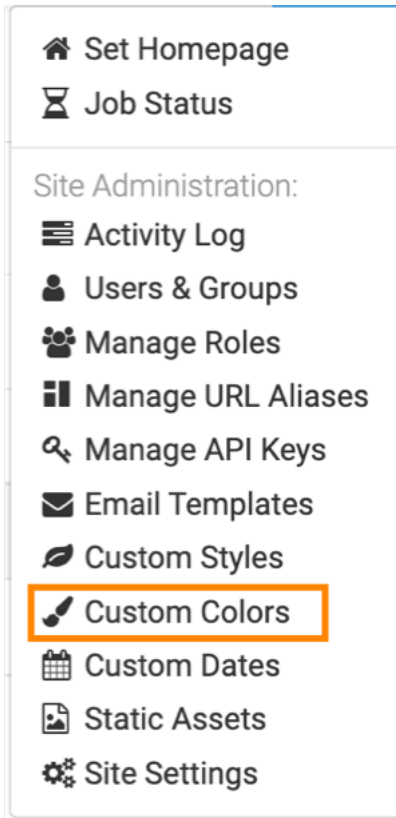 Set Homepage
Job Status
Site Administration:
Activity Log
Users & Groups
Manage Roles
Manage URL Aliases
Manage API Keys
Email Templates
Custom Styles
Custom Colors
Custom Dates
Static Assets
Site Settings